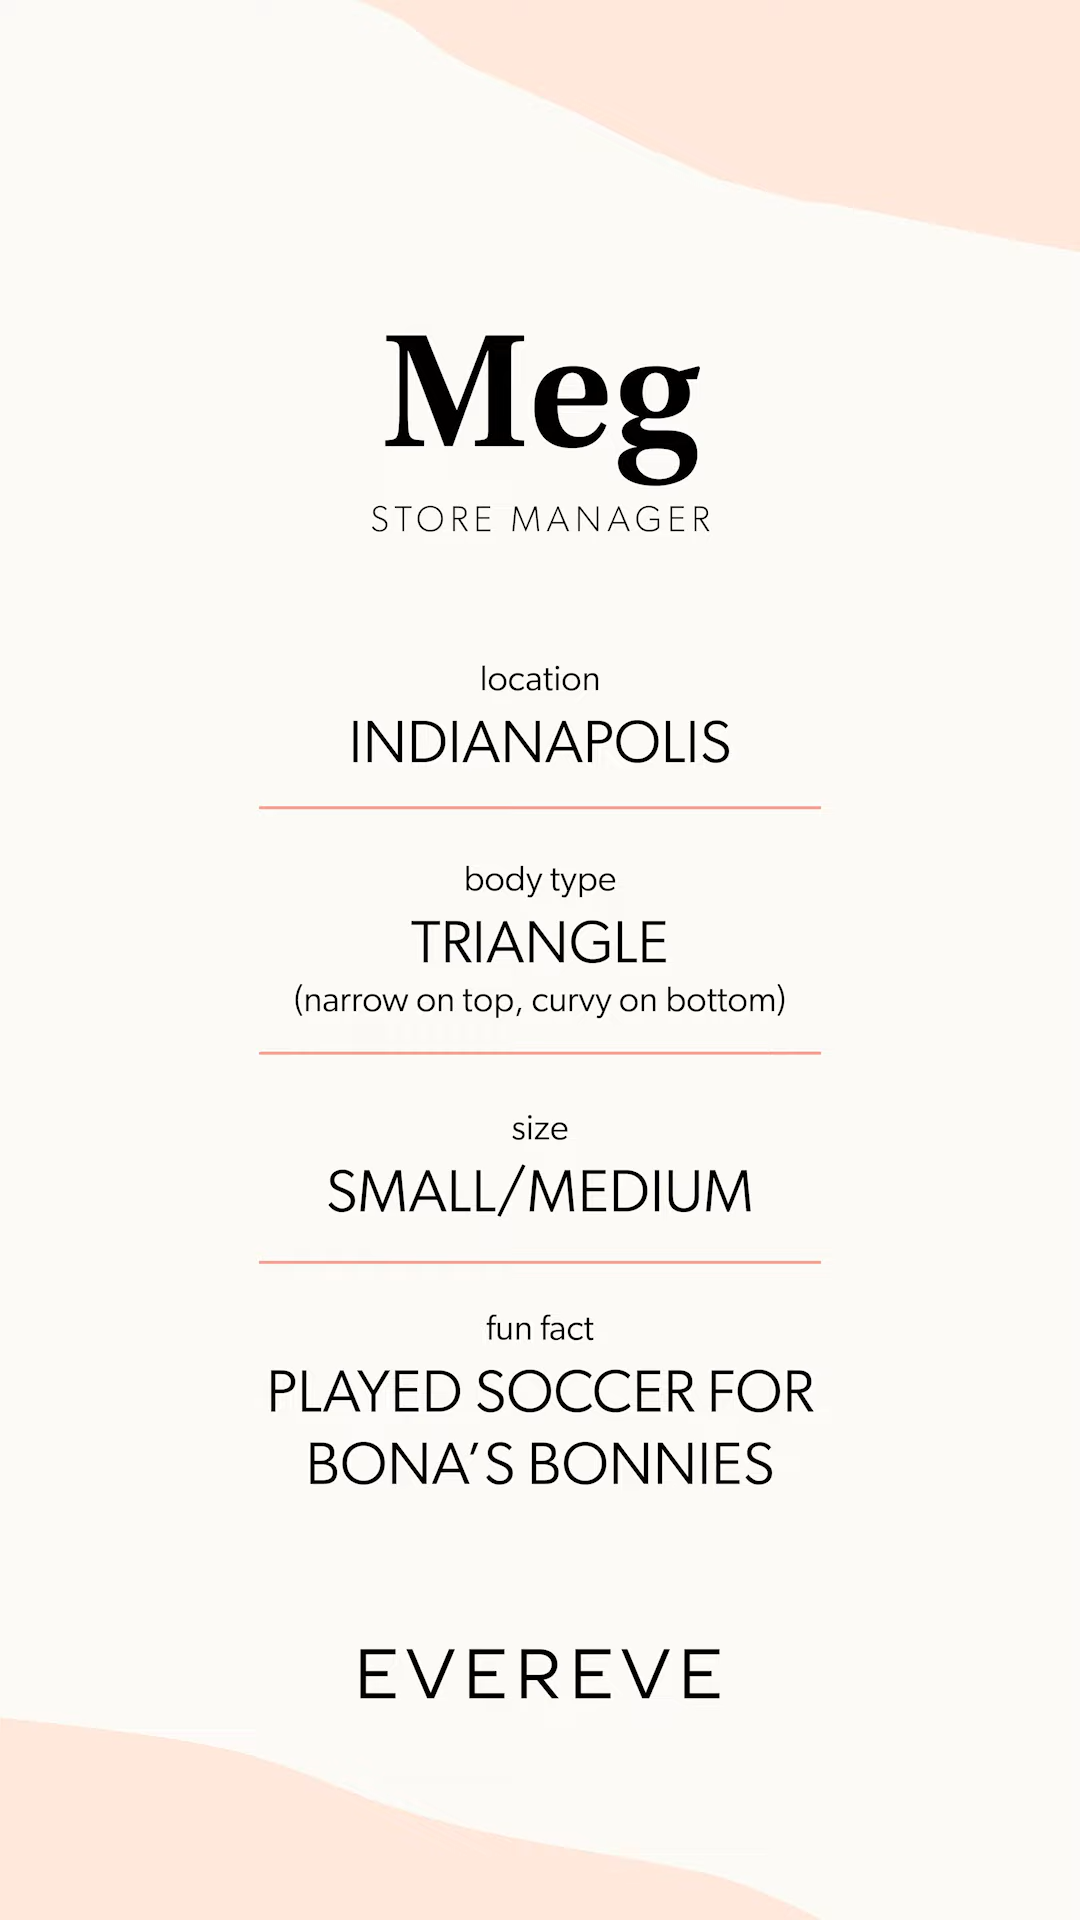 Meg
STORE MANAGER
location
INDIANAPOLIS
body type
TRIANGLE
(narrow on top, curvy on bottom)
size
SMALL/MEDIUM
fun fact
PLAYED SOCCER FOR
BONA’S BONNIES
EVEREVE